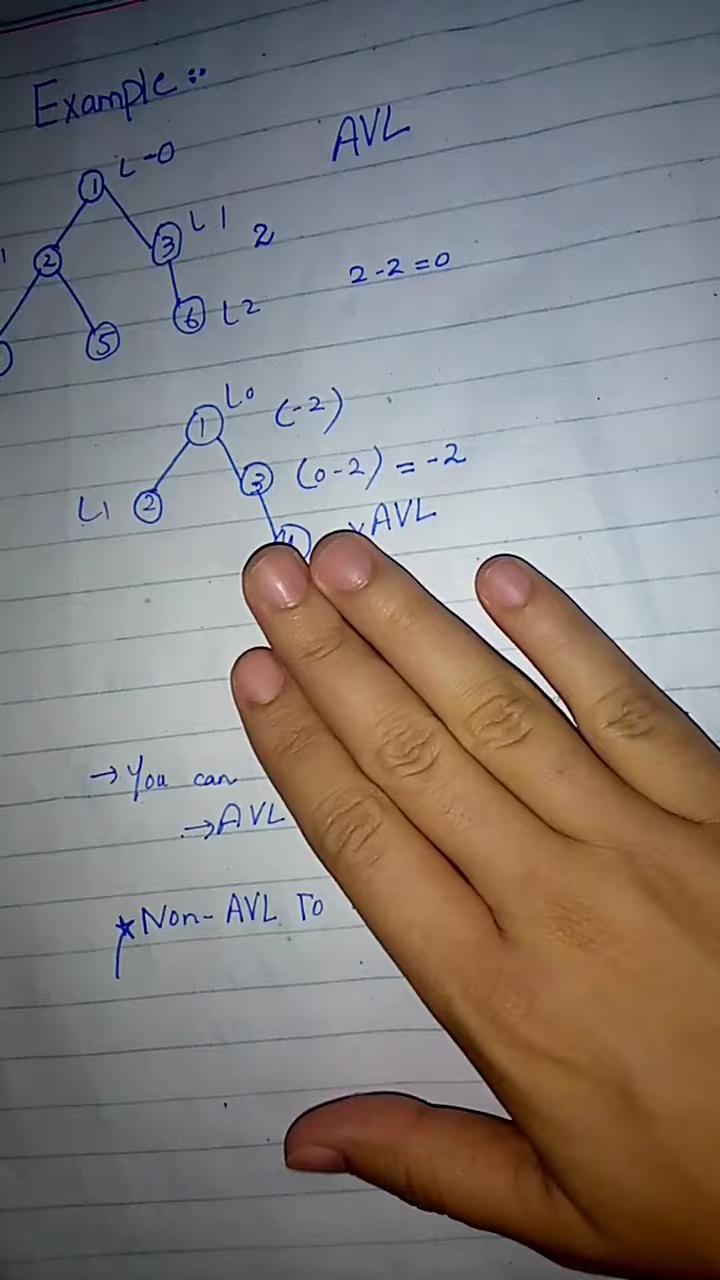 Example :-
AVL
1 L-0
2 3 L1 2
2-2=0
5 6 L2
1 L0 (-2)
L1 2 3 (0-2) = -2
xAVL
→ You can
→ AVL
* Non-AVL To